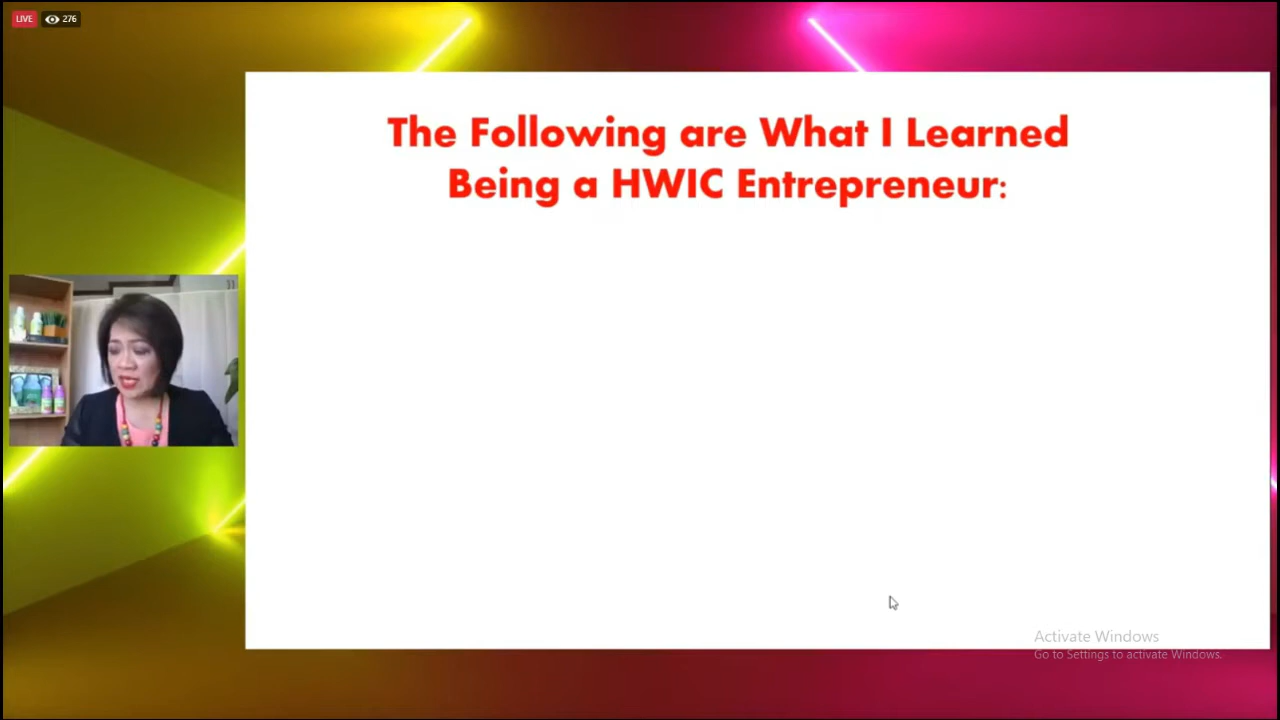 LIVE 276
The Following are What I Learned
Being a HWIC Entrepreneur:
Activate Windows
Go to Settings to activate Windows.